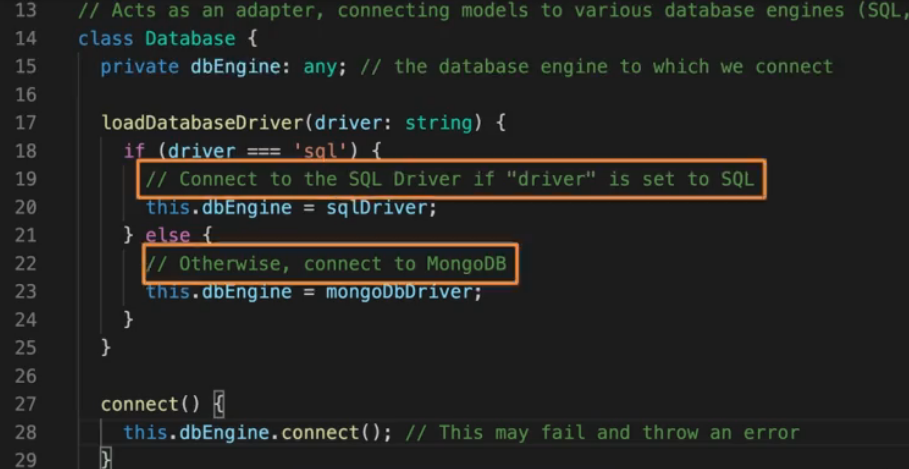 13 // Acts as an adapter, connecting models to various database engines (SQL,
14 class Database {
15 private dbEngine: any; // the database engine to which we connect
16
17 loadDatabaseDriver(driver: string) {
18 if (driver === 'sql') {
19 // Connect to the SQL Driver if "driver" is set to SQL
20 this.dbEngine = sqlDriver;
21 } else {
22 // Otherwise, connect to MongoDB
23 this.dbEngine = mongoDbDriver;
24 }
25 }
26
27 connect() {
28 this.dbEngine.connect(); // This may fail and throw an error
29 }